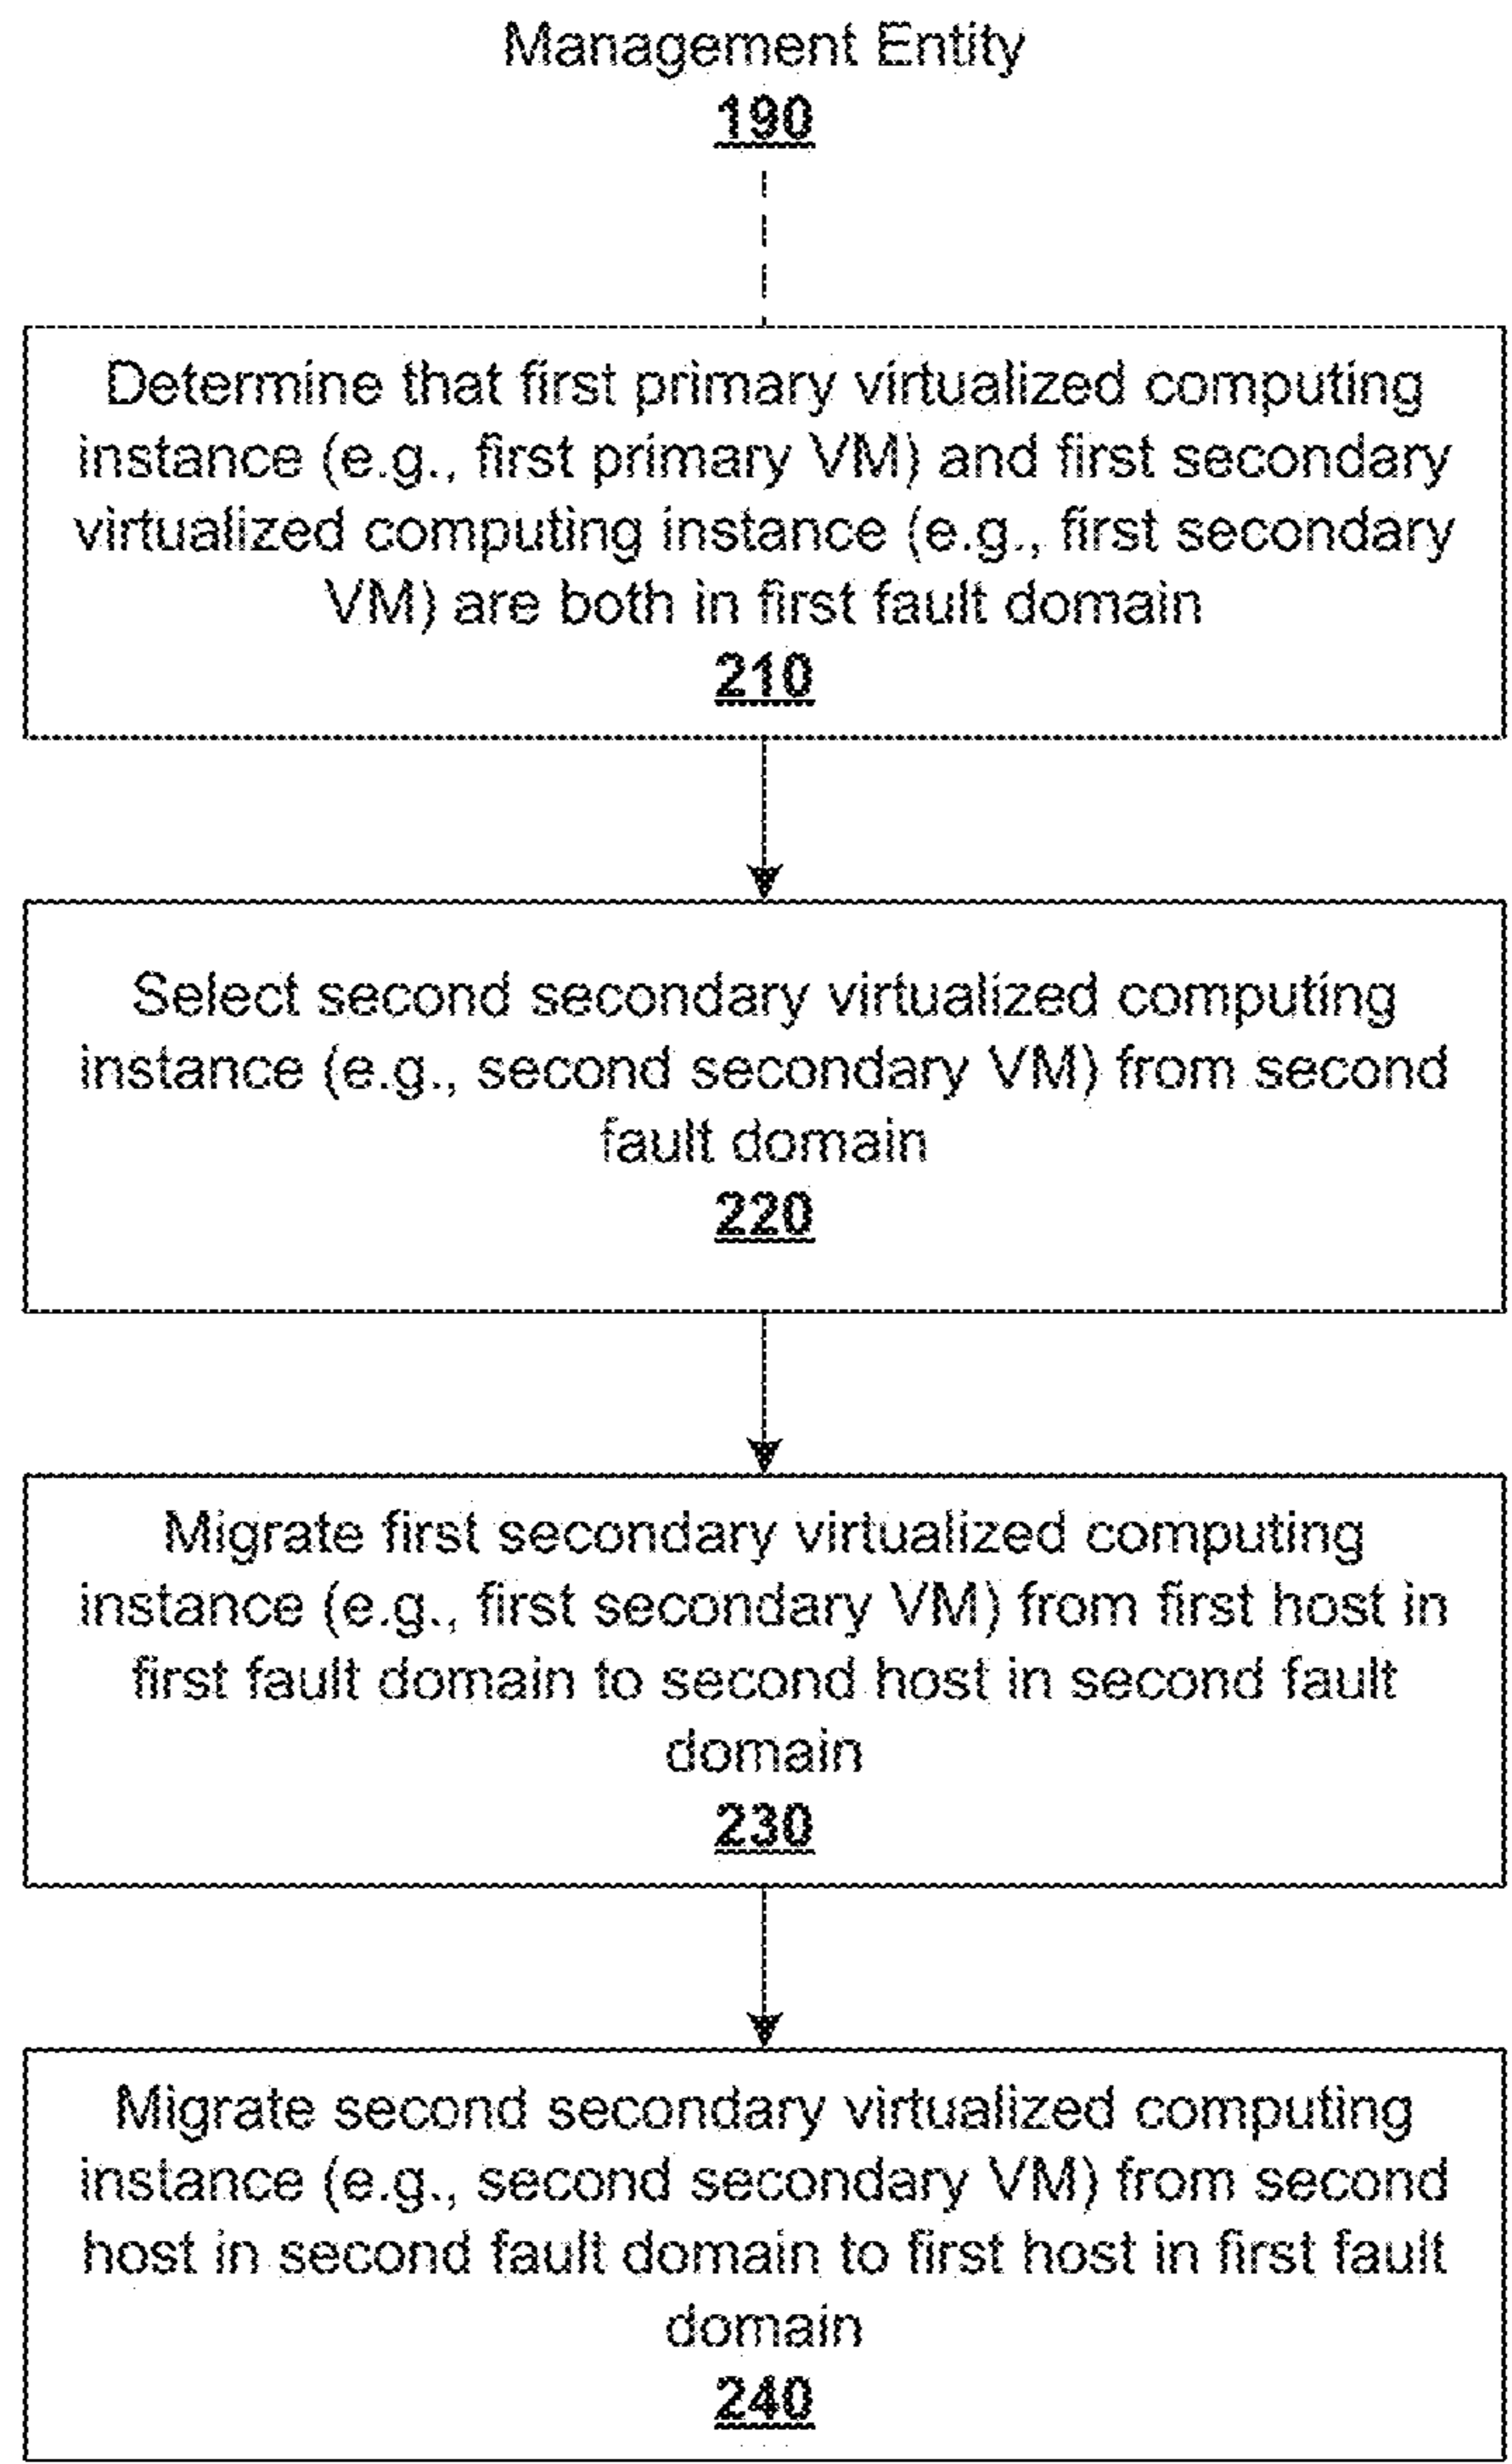 Management Entity
190
Determine that first primary virtualized computing
instance (e.g., first primary VM) and first secondary
virtualized computing instance (e.g., first secondary
VM) are both in first fault domain
210
Select second secondary virtualized computing
instance (e.g., second secondary VM) from second
fault domain
220
Migrate first secondary virtualized computing
instance (e.g., first secondary VM) from first host in
first fault domain to second host in second fault
domain
230
Migrate second secondary virtualized computing
instance (e.g., second secondary VM) from second
host in second fault domain to first host in first fault
domain
240